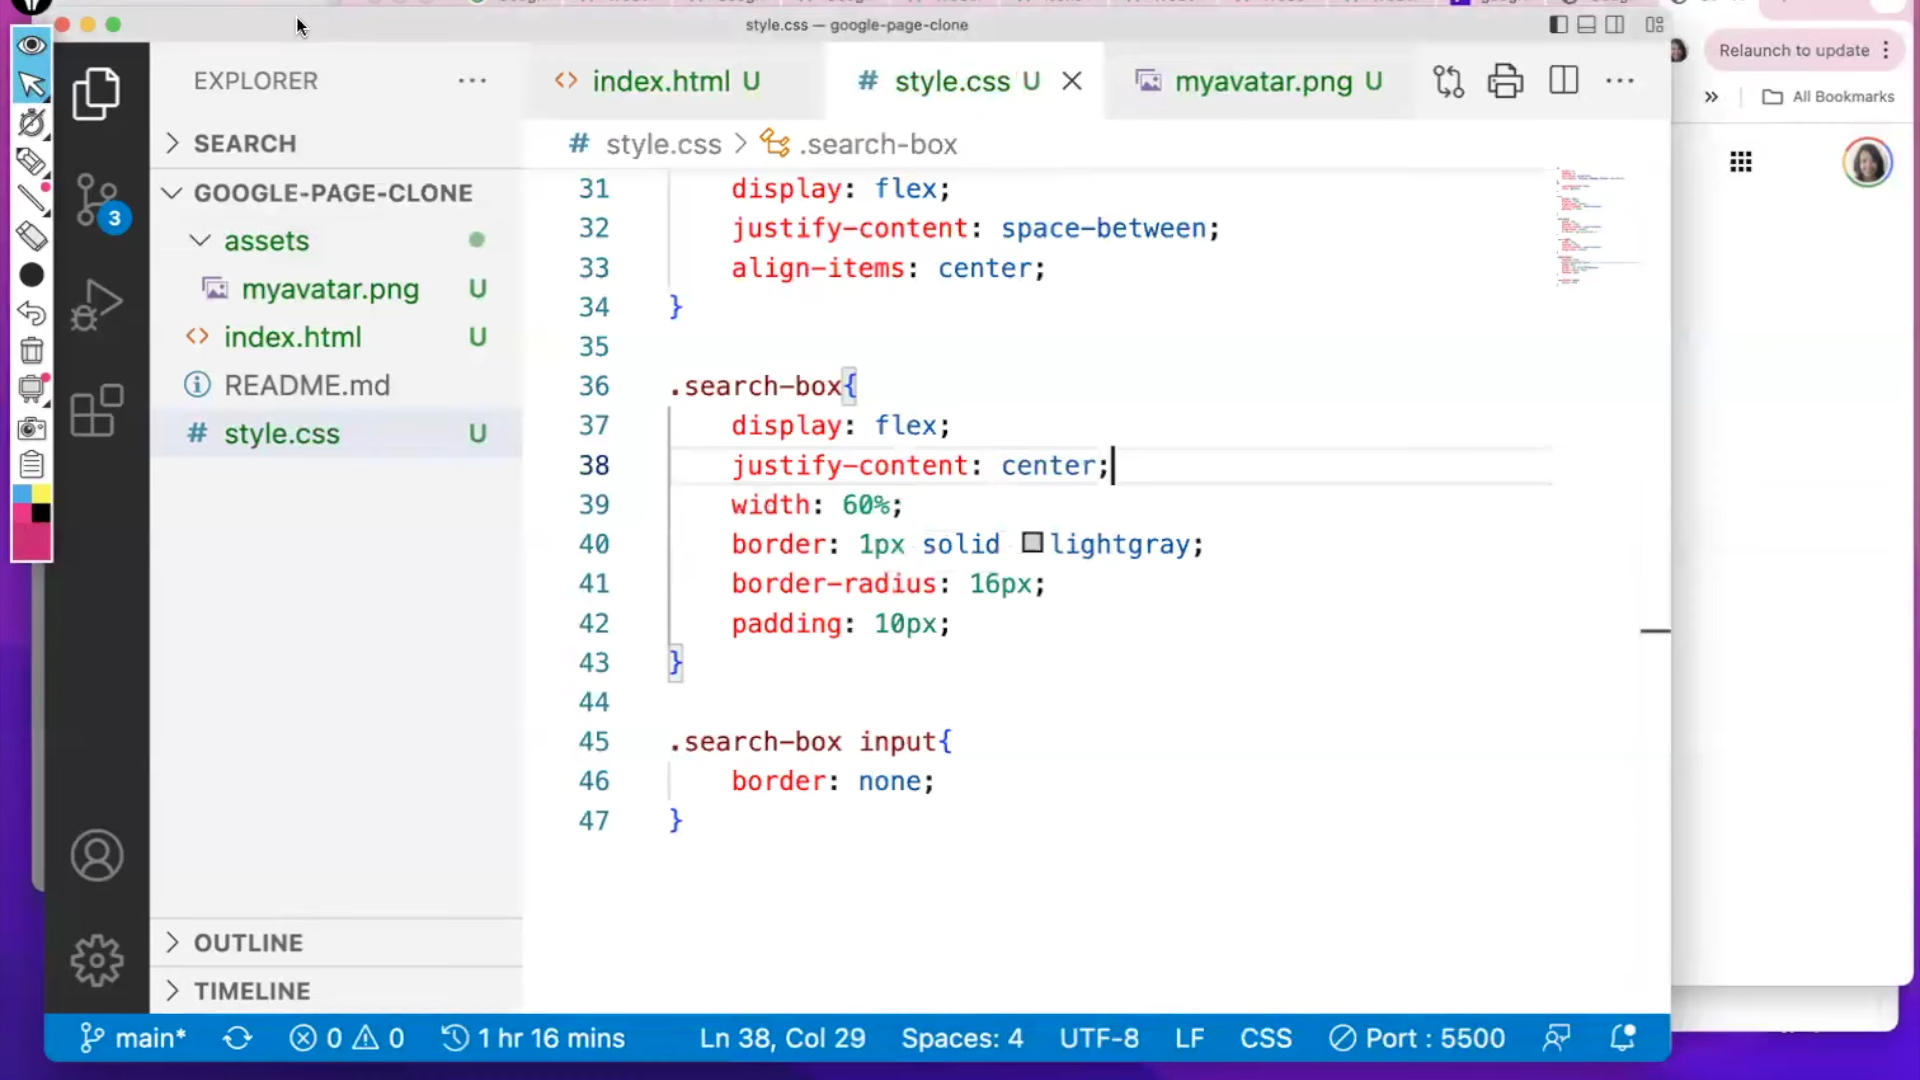 style.css — google-page-clone
Relaunch to update
All Bookmarks
EXPLORER
index.html U
# style.css U
myavatar.png U
# style.css > .search-box
SEARCH
GOOGLE-PAGE-CLONE
assets
myavatar.png U
index.html U
README.md
# style.css U
3
31 display: flex;
32 justify-content: space-between;
33 align-items: center;
34 }
35
36 .search-box{
37 display: flex;
38 justify-content: center;
39 width: 60%;
40 border: 1px solid lightgray;
41 border-radius: 16px;
42 padding: 10px;
43 }
44
45 .search-box input{
46 border: none;
47 }
OUTLINE
TIMELINE
main* 0 0 1 hr 16 mins Ln 38, Col 29 Spaces: 4 UTF-8 LF CSS Port : 5500